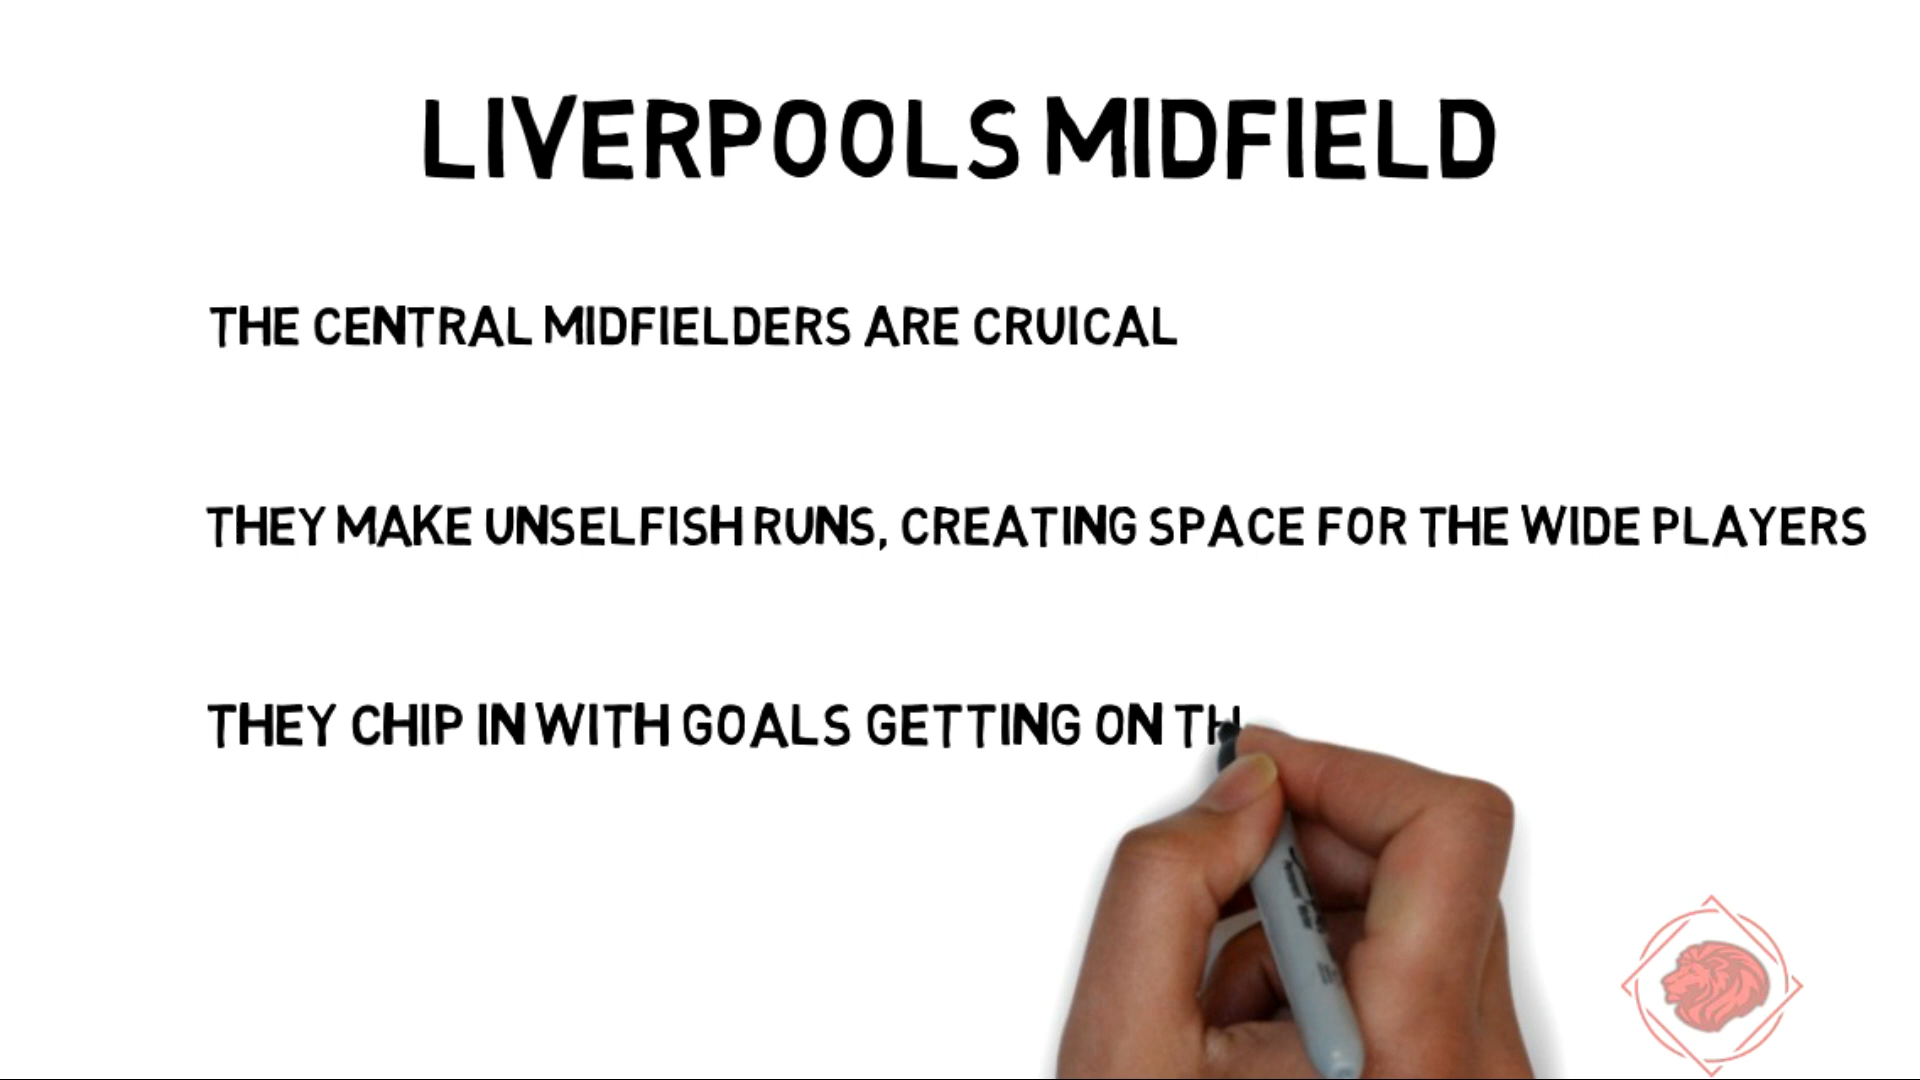 LIVERPOOLS MIDFIELD
THE CENTRAL MIDFIELDERS ARE CRUICAL
THEY MAKE UNSELFISH RUNS, CREATING SPACE FOR THE WIDE PLAYERS
THEY CHIP IN WITH GOALS GETTING ON TH